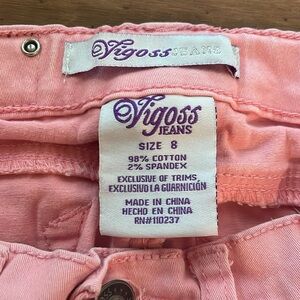 Vigoss JEANS
Vigoss
JEANS
SIZE 8
98% COTTON
2% SPANDEX
EXCLUSIVE OF TRIMS
EXCLUSIVO LA GUARNICIÓN
MADE IN CHINA
HECHO EN CHINA
RN#110237